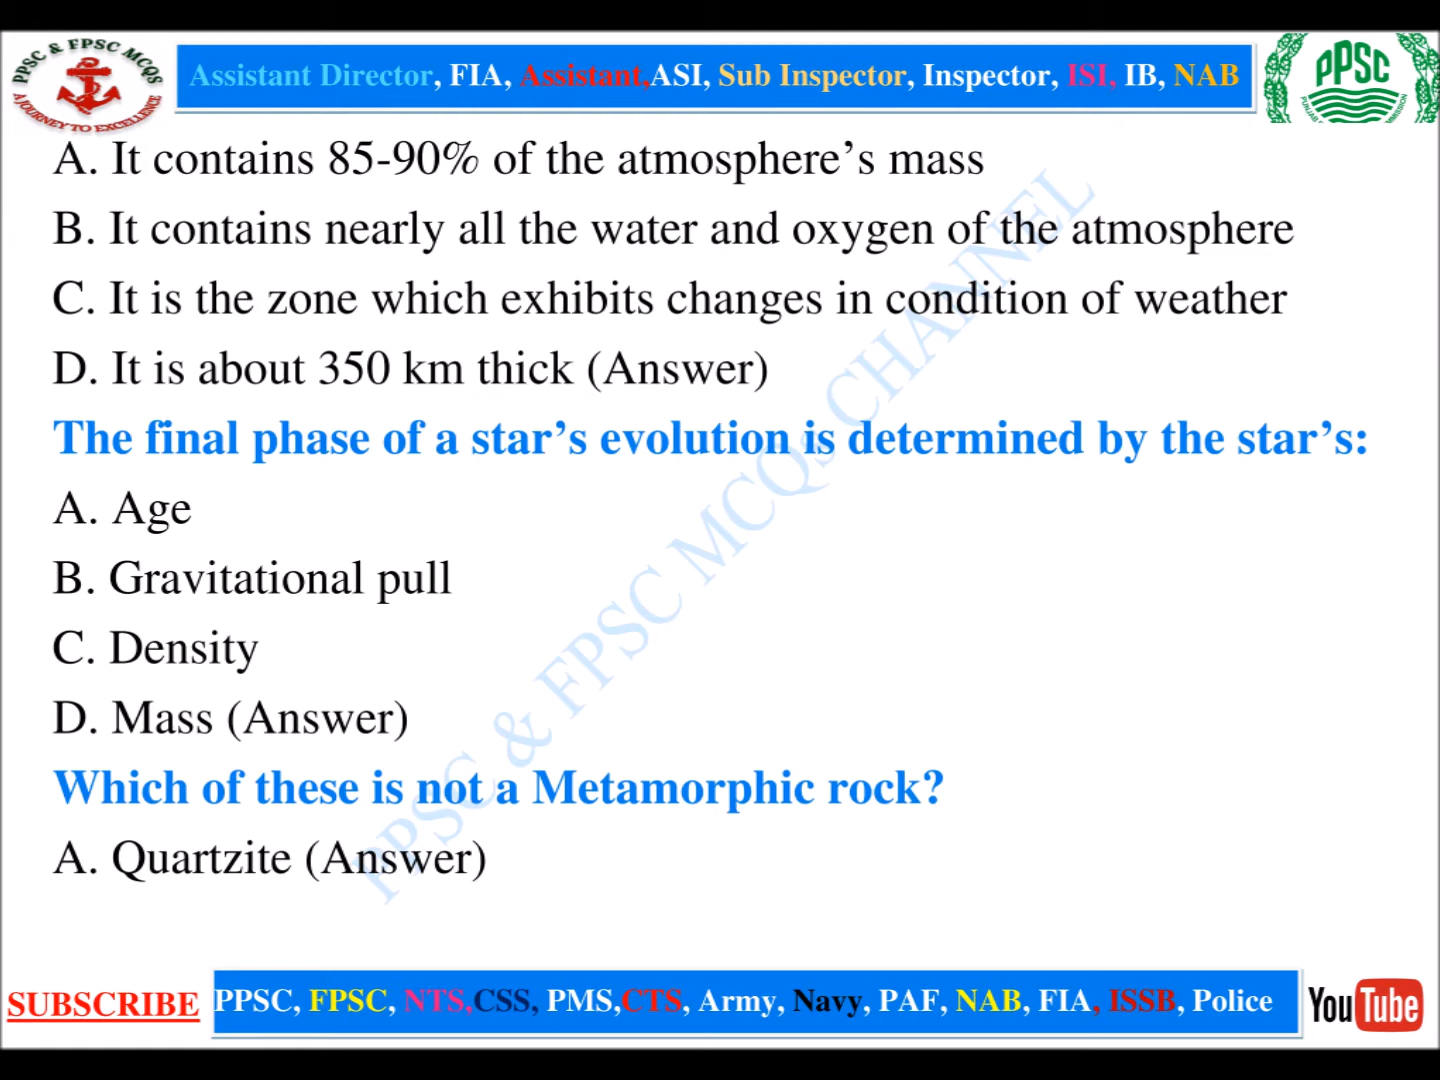 PPSC & FPSC MCQS
A JOURNEY TO EXCELLENCE
Assistant Director, FIA, Assistant,ASI, Sub Inspector, Inspector, ISI, IB, NAB
PPSC
A. It contains 85-90% of the atmosphere’s mass
B. It contains nearly all the water and oxygen of the atmosphere
C. It is the zone which exhibits changes in condition of weather
D. It is about 350 km thick (Answer)
The final phase of a star’s evolution is determined by the star’s:
A. Age
B. Gravitational pull
C. Density
D. Mass (Answer)
Which of these is not a Metamorphic rock?
A. Quartzite (Answer)
PPSC & FPSC MCQs CHANNEL
SUBSCRIBE
PPSC, FPSC, NTS,CSS, PMS,CTS, Army, Navy, PAF, NAB, FIA, ISSB, Police
YouTube